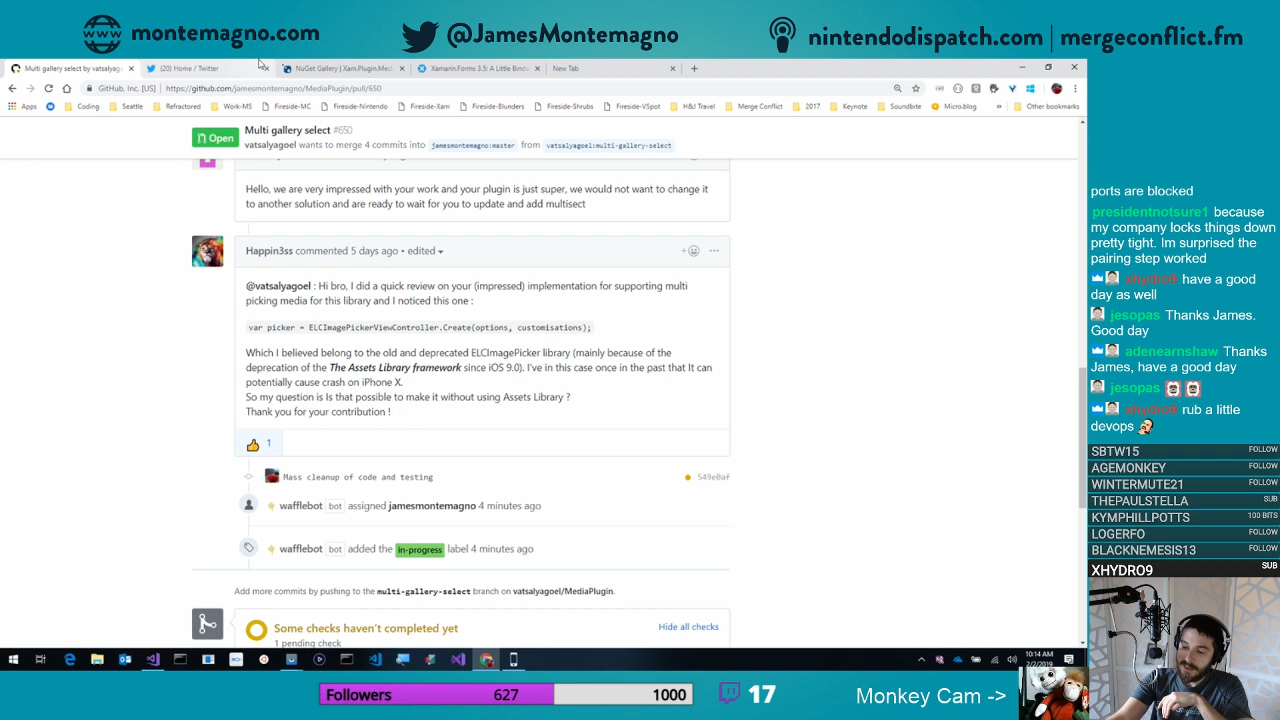 montemagno.com
@JamesMontemagno
nintendodispatch.com | mergeconflict.fm
Multi gallery select by vatsalyag
(20) Home / Twitter
NuGet Gallery | Xam.Plugin.Med
Xamarin.Forms 3.5: A Little Bind
New Tab
GitHub, Inc. [US] | https://github.com/jamesmontemagno/MediaPlugin/pull/650
Apps Coding Seattle Refractored Work-MS Fireside-MC Fireside-Nintendo Fireside-Xam Fireside-Blunders Fireside-Shrubs Fireside-VSpot H&J Travel Merge Conflict 2017 Keynote Soundbite Micro.blog » Other bookmarks
Open
Multi gallery select #650
vatsalyagoel wants to merge 4 commits into jamesmontemagno:master from vatsalyagoel:multi-gallery-select
Hello, we are very impressed with your work and your plugin is just super, we would not want to change it
to another solution and are ready to wait for you to update and add multisect
Happin3ss commented 5 days ago • edited
@vatsalyagoel : Hi bro, I did a quick review on your (impressed) implementation for supporting multi
picking media for this library and I noticed this one :
var picker = ELCImagePickerViewController.Create(options, customisations);
Which I believed belong to the old and deprecated ELCImagePicker library (mainly because of the
deprecation of the The Assets Library framework since iOS 9.0). I've in this case once in the past that It can
potentially cause crash on iPhone X.
So my question is Is that possible to make it without using Assets Library ?
Thank you for your contribution !
1
Mass cleanup of code and testing 549e0af
wafflebot bot assigned jamesmontemagno 4 minutes ago
wafflebot bot added the in-progress label 4 minutes ago
Add more commits by pushing to the multi-gallery-select branch on vatsalyagoel/MediaPlugin.
Some checks haven't completed yet
Hide all checks
1 pending check
10:14 AM
2/2/2019
ports are blocked
presidentnotsure1 because
my company locks things down
pretty tight. Im surprised the
pairing step worked
xhydro9 have a good
day as well
jesopas Thanks James.
Good day
adenearnshaw Thanks
James, have a good day
jesopas
xhydro9 rub a little
devops
SBTW15 FOLLOW
AGEMONKEY FOLLOW
WINTERMUTE21 FOLLOW
THEPAULSTELLA SUB
KYMPHILLPOTTS 100 BITS
LOGERFO FOLLOW
BLACKNEMESIS13 FOLLOW
XHYDRO9 SUB
Followers 627 1000
17
Monkey Cam ->